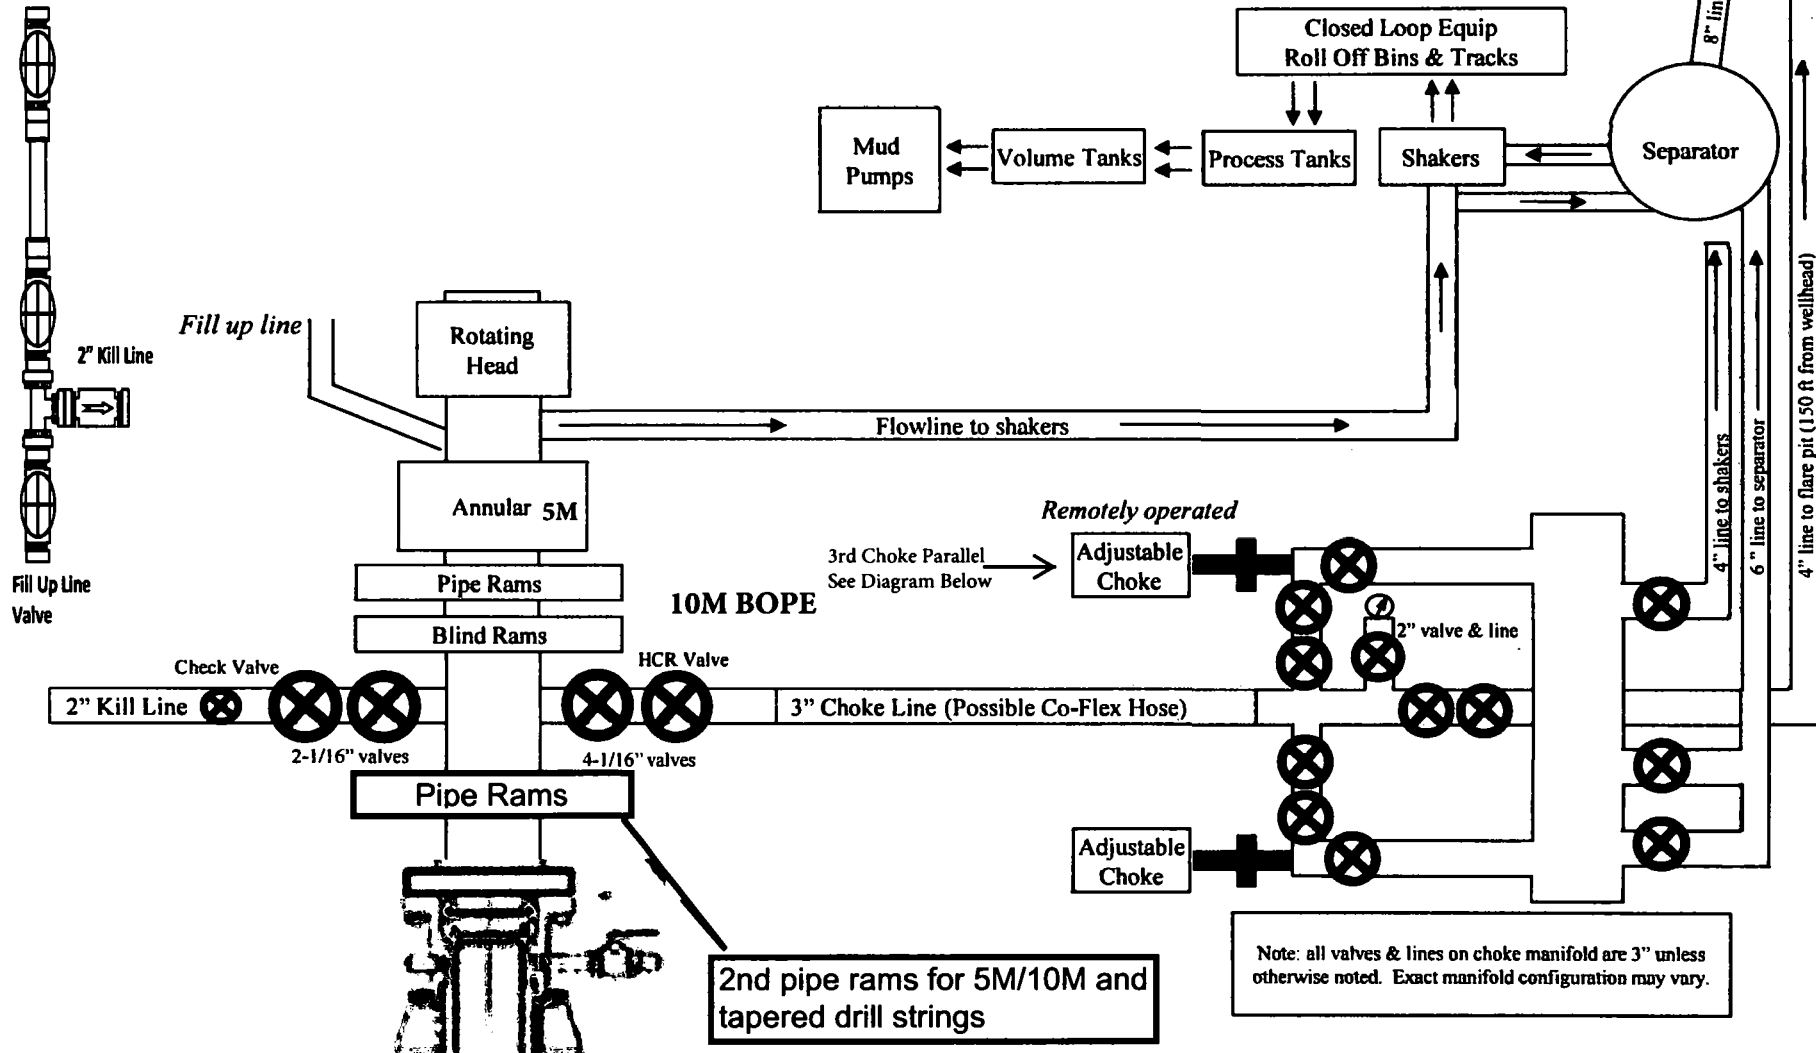 8" lin
Closed Loop Equip
Roll Off Bins & Tracks
Mud
Pumps
Volume Tanks
Process Tanks
Shakers
Separator
Fill up line
Rotating
Head
2" Kill Line
Flowline to shakers
4" line to shakers
6" line to separator
4" line to flare pit (150 ft from wellhead)
Annular 5M
Remotely operated
3rd Choke Parallel
See Diagram Below
Adjustable
Choke
Fill Up Line
Valve
Pipe Rams
10M BOPE
Blind Rams
2" valve & line
Check Valve
HCR Valve
2" Kill Line
3" Choke Line (Possible Co-Flex Hose)
2-1/16" valves
4-1/16" valves
Pipe Rams
Adjustable
Choke
2nd pipe rams for 5M/10M and
tapered drill strings
Note: all valves & lines on choke manifold are 3" unless
otherwise noted. Exact manifold configuration may vary.